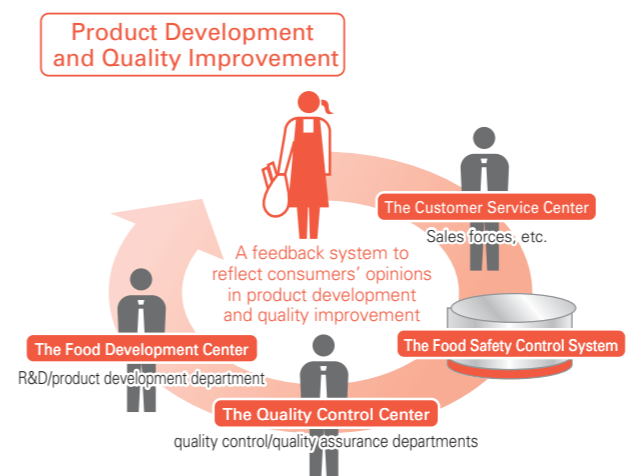 Product Development
and Quality Improvement
The Customer Service Center
Sales forces, etc.
A feedback system to
reflect consumers’ opinions
in product development
and quality improvement
The Food Safety Control System
The Food Development Center
R&D/product development department
The Quality Control Center
quality control/quality assurance departments